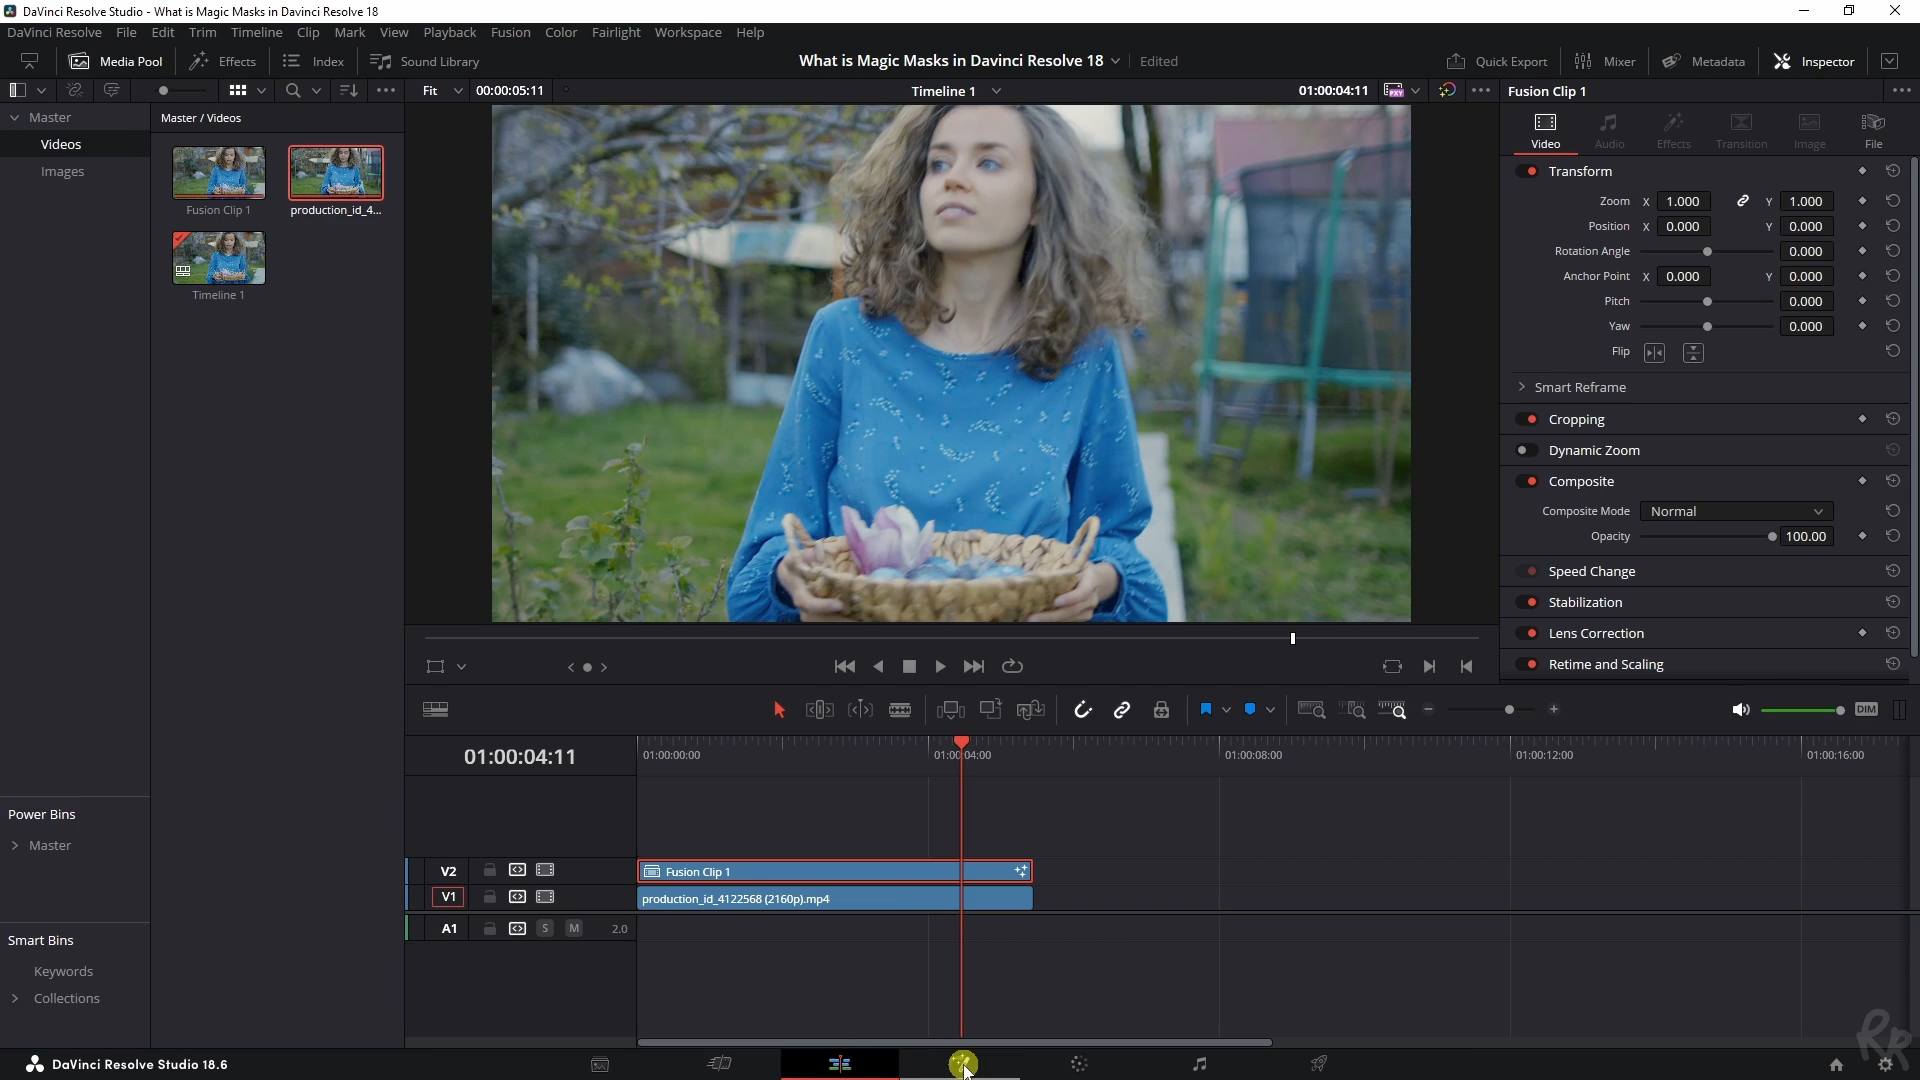 DaVinci Resolve Studio - What is Magic Masks in Davinci Resolve 18
DaVinci Resolve File Edit Trim Timeline Clip Mark View Playback Fusion Color Fairlight Workspace Help
Media Pool Effects Index Sound Library What is Magic Masks in Davinci Resolve 18 Edited Quick Export Mixer Metadata Inspector
Fit 00:00:05:11 Timeline 1 01:00:04:11 Fusion Clip 1
Master
Videos
Images
Master / Videos
Fusion Clip 1
production_id_4...
Timeline 1
Video Audio Effects Transition Image File
Transform
Zoom X 1.000 Y 1.000
Position X 0.000 Y 0.000
Rotation Angle 0.000
Anchor Point X 0.000 Y 0.000
Pitch 0.000
Yaw 0.000
Flip
Smart Reframe
Cropping
Dynamic Zoom
Composite
Composite Mode Normal
Opacity 100.00
Speed Change
Stabilization
Lens Correction
Retime and Scaling
DIM
01:00:04:11
01:00:00:00 01:00:04:00 01:00:08:00 01:00:12:00 01:00:16:00
V2 Fusion Clip 1
V1 production_id_4122568 (2160p).mp4
A1 S M 2.0
Power Bins
Master
Smart Bins
Keywords
Collections
DaVinci Resolve Studio 18.6